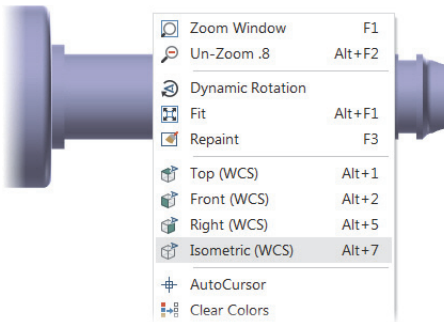 Zoom Window F1
Un-Zoom .8 Alt+F2
Dynamic Rotation
Fit Alt+F1
Repaint F3
Top (WCS) Alt+1
Front (WCS) Alt+2
Right (WCS) Alt+5
Isometric (WCS) Alt+7
AutoCursor
Clear Colors